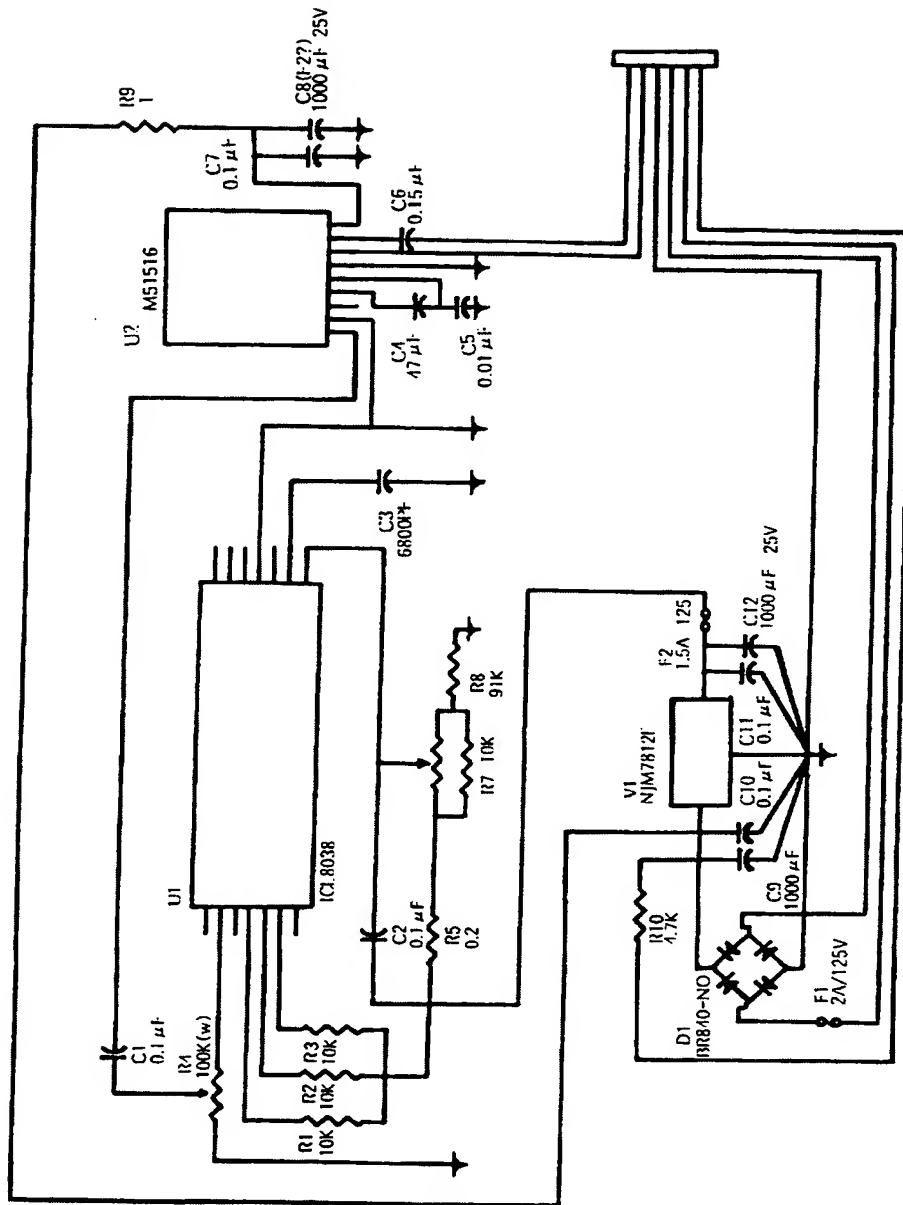 R9
1
C8(1-2?)
1000 µF 25V
C7
0.1 µF
C6
0.15 µF
U2
M51516
C4
47 µF
C5
0.01 µF
C3
6800PF
U1
ICL8038
C1
0.1 µF
R4
100K(w)
R1
10K
R2
10K
R3
10K
C2
0.1 µF
R5
0.2
R7 10K
R8
91K
F2
1.5A 125
C12
1000 µF 25V
C11
0.1 µF
V1
NJM7812F
C10
0.1 µF
C9
1000 µF
R10
4.7K
D1
BR840-NO
F1
2A/125V